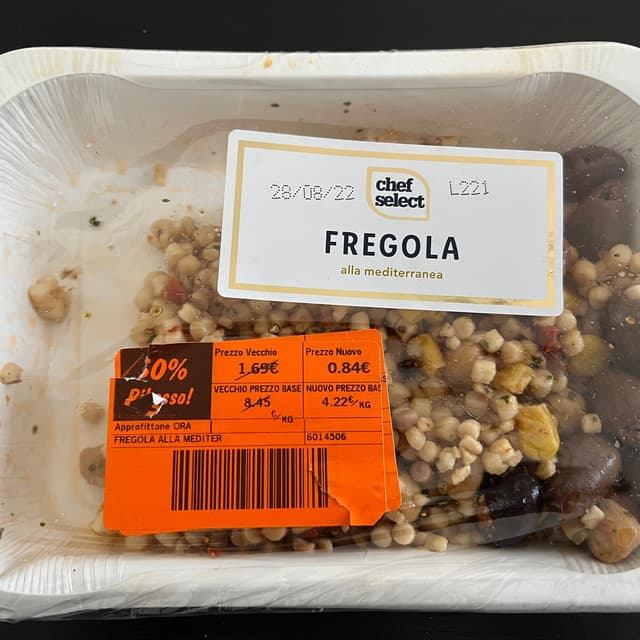 28/08/22
chef
select
L221
FREGOLA
alla mediterranea
Prezzo Vecchio
Prezzo Nuovo
1.69€
0.84€
VECCHIO PREZZO BASE
NUOVO PREZZO
8.45 €/KG
4.22€/KG
Approfittane ORA
FREGOLA ALLA MEDITER
6014506